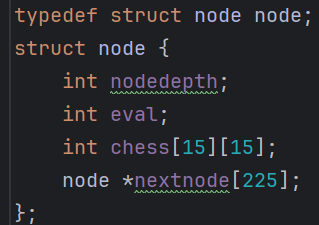 typedef struct node node;
struct node {
    int nodedepth;
    int eval;
    int chess[15][15];
    node *nextnode[225];
};